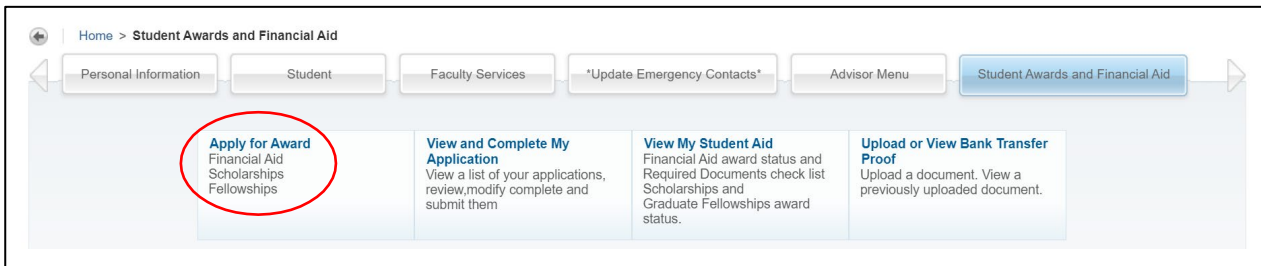 Home > Student Awards and Financial Aid
Personal Information
Student
Faculty Services
*Update Emergency Contacts*
Advisor Menu
Student Awards and Financial Aid
Apply for Award
Financial Aid
Scholarships
Fellowships
View and Complete My
Application
View a list of your applications,
review,modify complete and
submit them
View My Student Aid
Financial Aid award status and
Required Documents check list
Scholarships and
Graduate Fellowships award
status.
Upload or View Bank Transfer
Proof
Upload a document. View a
previously uploaded document.